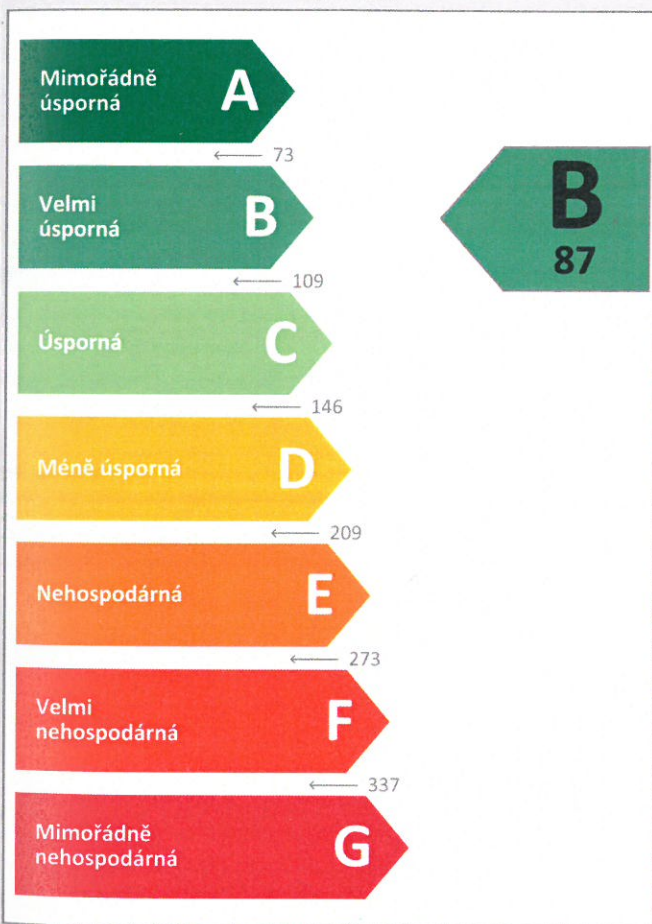 Mimořádně
úsporná
A
← 73
Velmi
úsporná
B
← 109
B
87
Úsporná
C
← 146
Méně úsporná
D
← 209
Nehospodárná
E
← 273
Velmi
nehospodárná
F
← 337
Mimořádně
nehospodárná
G